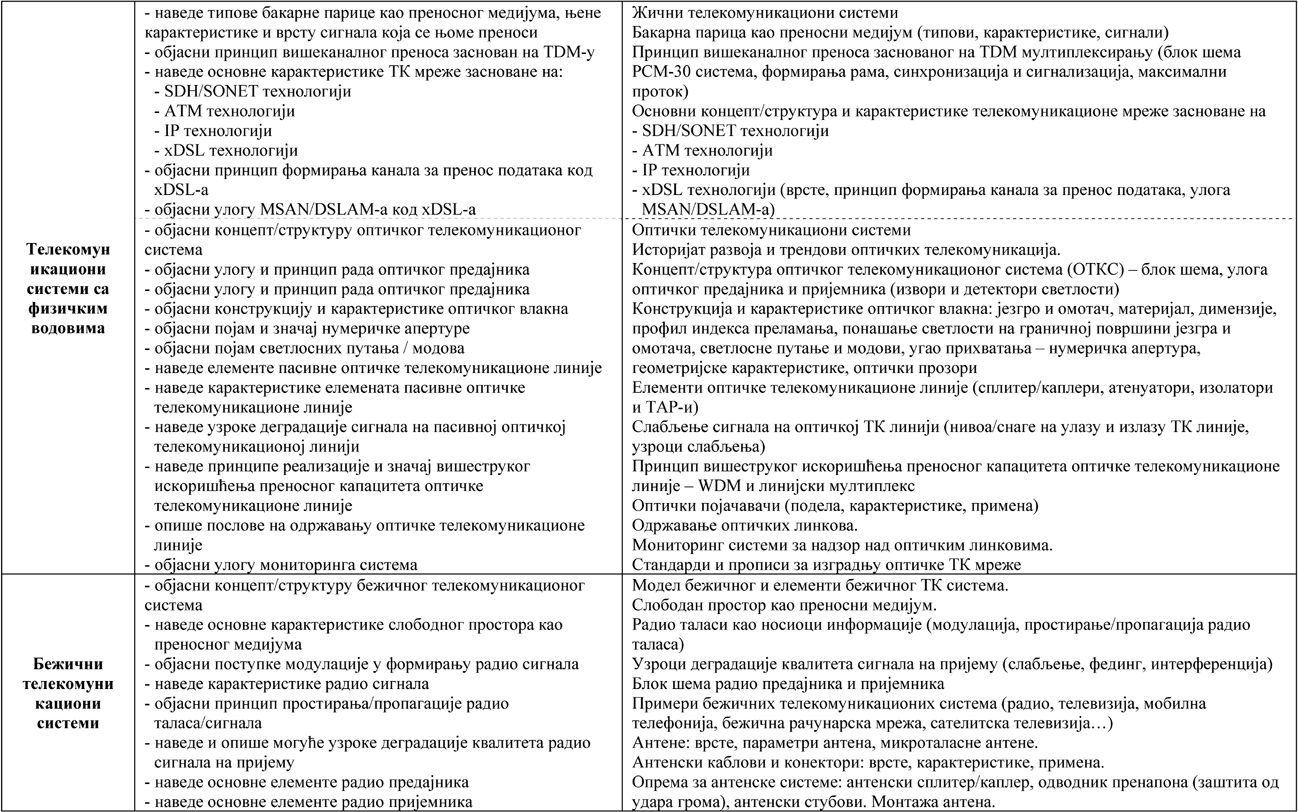 - наведе типове бакарне парице као преносног медијума, њене
карактеристике и врсту сигнала која се њоме преноси
- објасни принцип вишеканалног преноса заснован на TDM-у
- наведе основне карактеристике ТК мреже засноване на:
- SDH/SONET технологији
- ATM технологији
- IP технологији
- xDSL технологији
- објасни принцип формирања канала за пренос података код
xDSL-a
- објасни улогу MSAN/DSLAM-а код xDSL-а
Жични телекомуникациони системи
Бакарна парица као преносни медијум (типови, карактеристике, сигнали)
Принцип вишеканалног преноса заснованог на TDM мултиплексирању (блок шема
PCM-30 система, формирања рама, синхронизација и сигнализација, максимални
проток)
Основни концепт/структура и карактеристике телекомуникационе мреже засноване на
- SDH/SONET технологији
- ATM технологији
- IP технологији
- xDSL технологији (врсте, принцип формирања канала за пренос података, улога
MSAN/DSLAM-а)
Телекомун
икациони
системи са
физичким
водовима
- објасни концепт/структуру оптичког телекомуникационог
система
- објасни улогу и принцип рада оптичког предајника
- објасни улогу и принцип рада оптичког предајника
- објасни конструкцију и карактеристике оптичког влакна
- објасни појам и значај нумеричке апертуре
- објасни појам светлосних путања / модова
- наведе елементе пасивне оптичке телекомуникационе линије
- наведе карактеристике елемената пасивне оптичке
телекомуникационе линије
- наведе узроке деградације сигнала на пасивној оптичкој
телекомуникационој линији
- наведе принципе реализације и значај вишеструког
искоришћења преносног капацитета оптичке
телекомуникационе линије
- опише послове на одржавању оптичке телекомуникационе
линије
- објасни улогу мониторинга система
Оптички телекомуникациони системи
Историјат развоја и трендови оптичких телекомуникација.
Концепт/структура оптичког телекомуникационог система (ОТКС) – блок шема, улога
оптичког предајника и пријемника (извори и детектори светлости)
Конструкција и карактеристике оптичког влакна: језгро и омотач, материјал, димензије,
профил индекса преламања, понашање светлости на граничној површини језгра и
омотача, светлосне путање и модови, угао прихватања – нумеричка апертура,
геометријске карактеристике, оптички прозори
Елементи оптичке телекомуникационе линије (сплитер/каплери, атенуатори, изолатори
и TAP-и)
Слабљење сигнала на оптичкој ТК линији (нивоа/снаге на улазу и излазу ТК линије,
узроци слабљења)
Принцип вишеструког искоришћења преносног капацитета оптичке телекомуникационе
линије – WDM и линијски мултиплекс
Оптички појачавачи (подела, карактеристике, примена)
Одржавање оптичких линкова.
Мониторинг системи за надзор над оптичким линковима.
Стандарди и прописи за изградњу оптичке ТК мреже
Бежични
телекомуни
кациони
системи
- објасни концепт/структуру бежичног телекомуникационог
система
- наведе основне карактеристике слободног простора као
преносног медијума
- објасни поступке модулације у формирању радио сигнала
- наведе карактеристике радио сигнала
- објасни принцип простирања/пропагације радио
таласа/сигнала
- наведе и опише могуће узроке деградације квалитета радио
сигнала на пријему
- наведе основне елементе радио предајника
- наведе основне елементе радио пријемника
Модел бежичног и елементи бежичног ТК система.
Слободан простор као преносни медијум.
Радио таласи као носиоци информације (модулација, простирање/пропагација радио
таласа)
Узроци деградације квалитета сигнала на пријему (слабљење, фединг, интерференција)
Блок шема радио предајника и пријемника
Примери бежичних телекомуникационих система (радио, телевизија, мобилна
телефонија, бежична рачунарска мрежа, сателитска телевизија…)
Антене: врсте, параметри антена, микроталасне антене.
Антенски каблови и конектори: врсте, карактеристике, примена.
Опрема за антенске системе: антенски сплитер/каплер, одводник пренапона (заштита од
удара грома), антенски стубови. Монтажа антена.